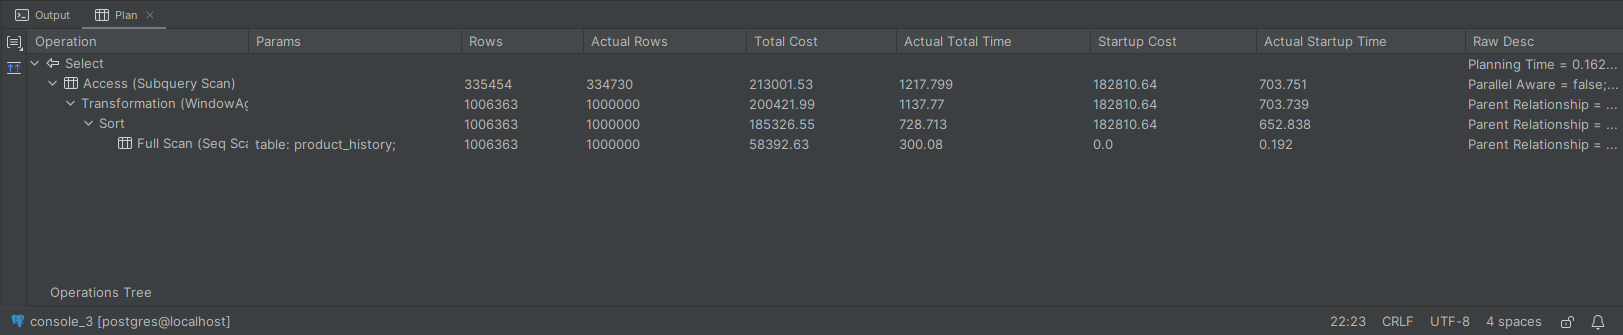 Output Plan
Operation Params Rows Actual Rows Total Cost Actual Total Time Startup Cost Actual Startup Time Raw Desc
Select Planning Time = 0.162...
Access (Subquery Scan) 335454 334730 213001.53 1217.799 182810.64 703.751 Parallel Aware = false;...
Transformation (WindowAg 1006363 1000000 200421.99 1137.77 182810.64 703.739 Parent Relationship = ...
Sort 1006363 1000000 185326.55 728.713 182810.64 652.838 Parent Relationship = ...
Full Scan (Seq Sca table: product_history; 1006363 1000000 58392.63 300.08 0.0 0.192 Parent Relationship = ...
Operations Tree
console_3 [postgres@localhost] 22:23 CRLF UTF-8 4 spaces